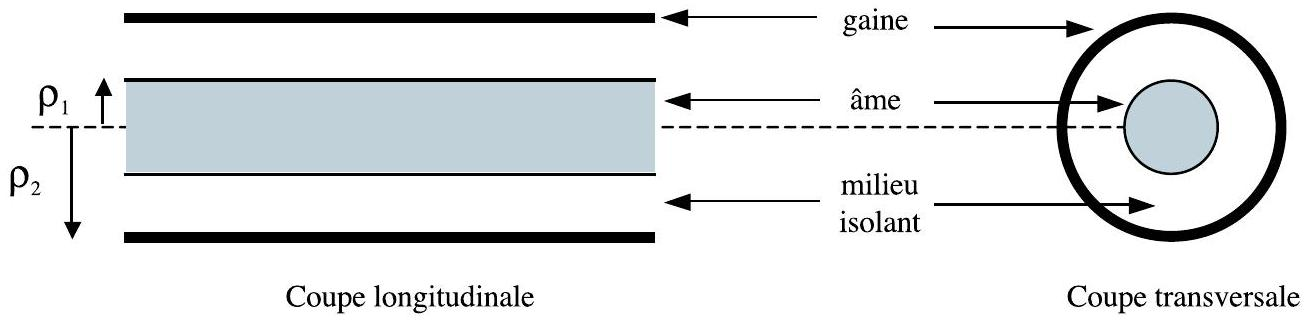 gaine
ρ₁
âme
ρ₂
milieu
isolant
Coupe longitudinale
Coupe transversale